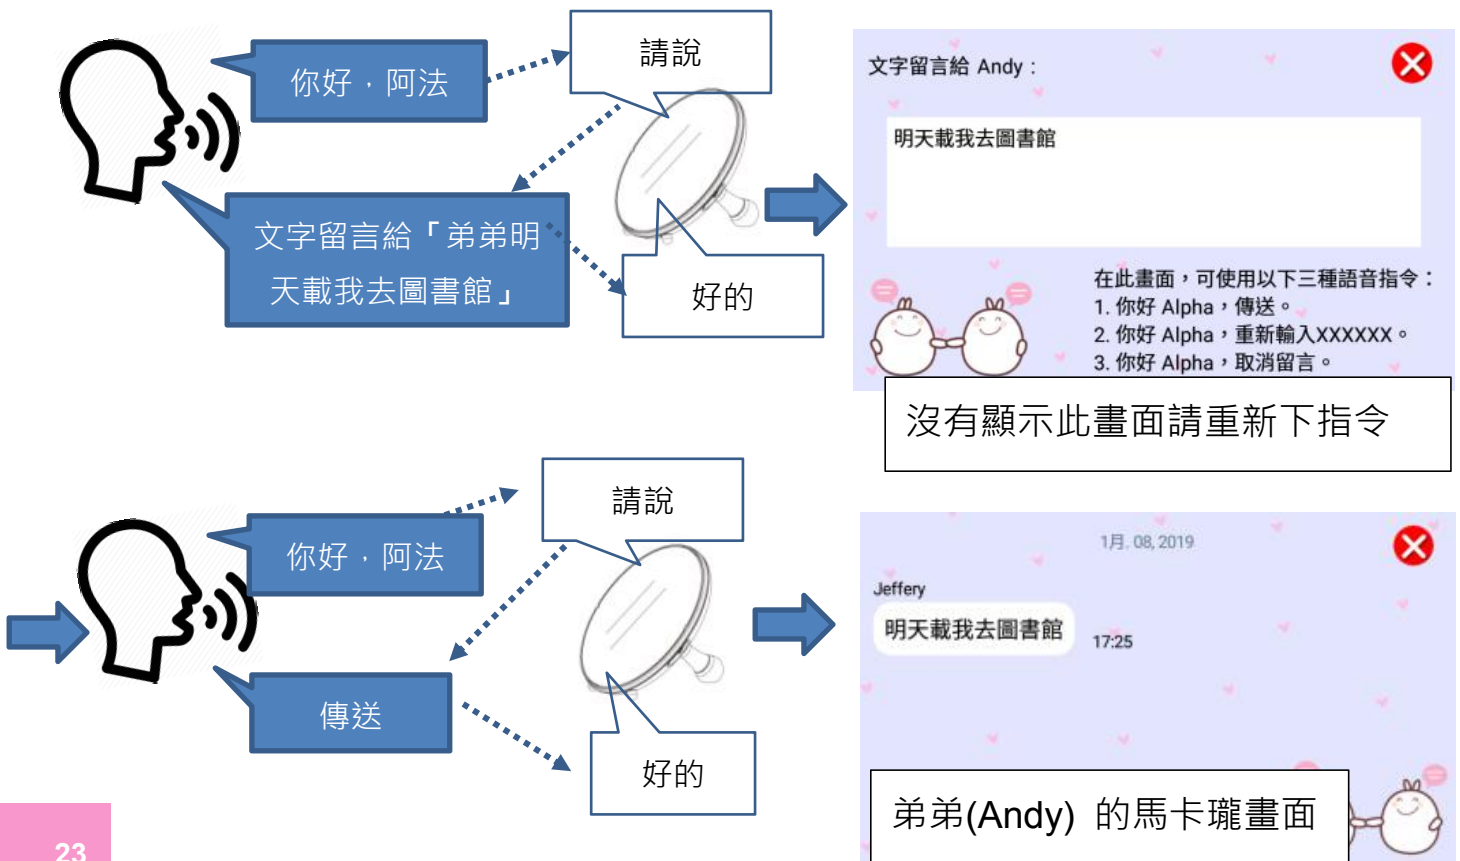 你好，阿法
請說
文字留言給「弟弟明
天載我去圖書館」
好的
文字留言給 Andy :
明天載我去圖書館
在此畫面，可使用以下三種語音指令：
1. 你好 Alpha，傳送。
2. 你好 Alpha，重新輸入XXXXXX。
3. 你好 Alpha，取消留言。
沒有顯示此畫面請重新下指令
你好，阿法
請說
傳送
好的
1月. 08, 2019
Jeffery
明天載我去圖書館
17:25
弟弟(Andy) 的馬卡瓏畫面
23